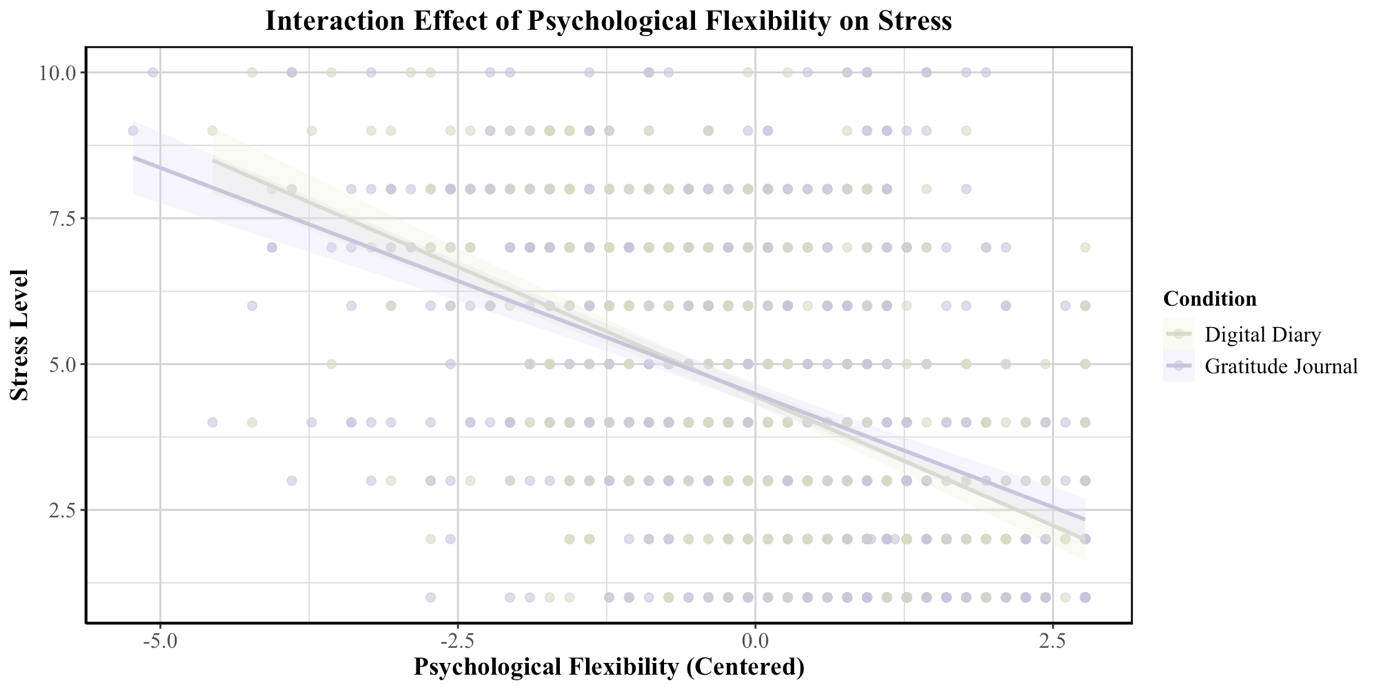 Interaction Effect of Psychological Flexibility on Stress
10.0
7.5
5.0
2.5
Stress Level
-5.0
-2.5
0.0
2.5
Psychological Flexibility (Centered)
Condition
Digital Diary
Gratitude Journal